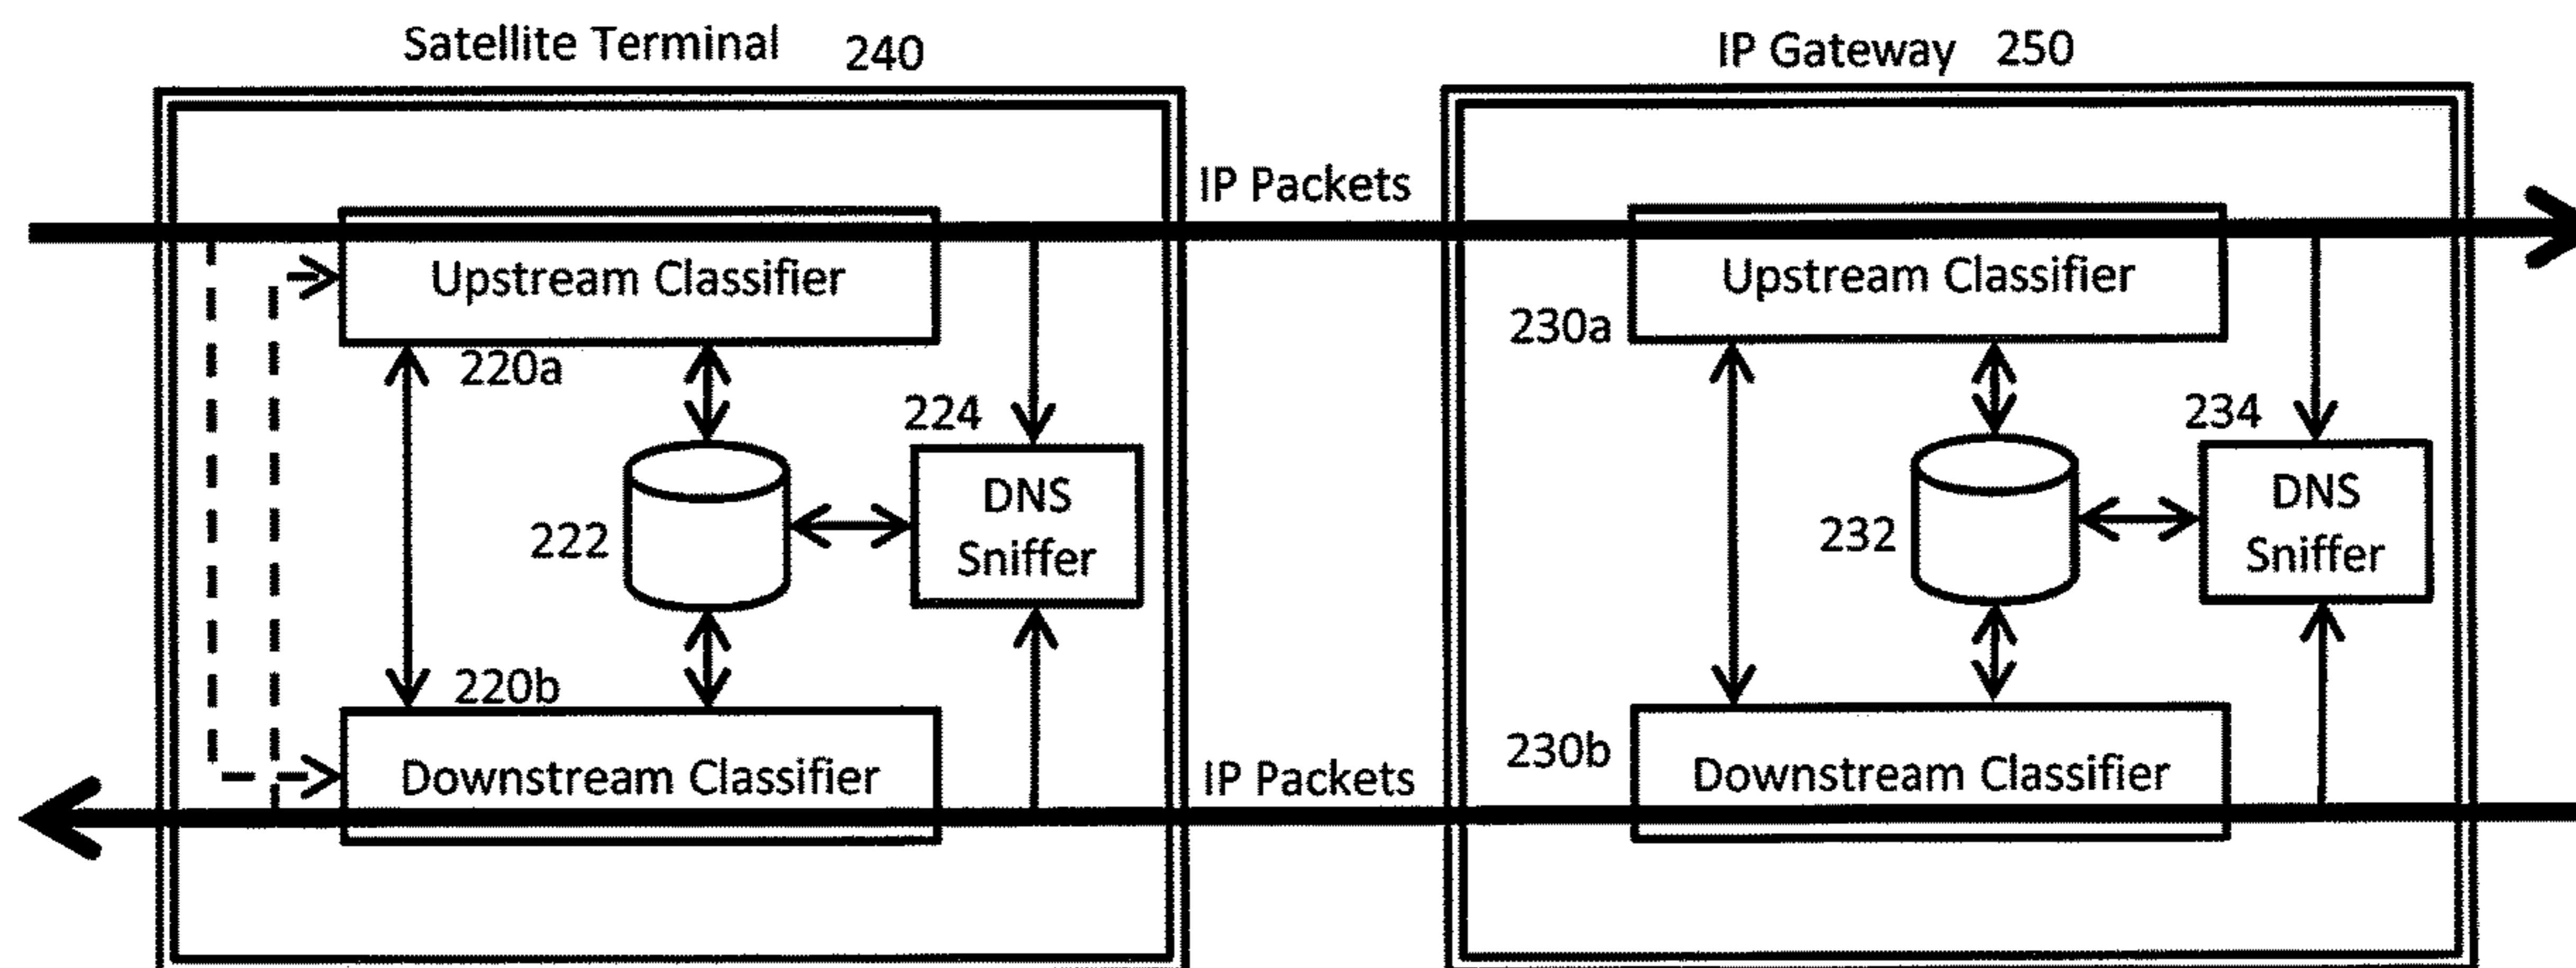 Satellite Terminal 240
IP Gateway 250
IP Packets
Upstream Classifier
220a
Upstream Classifier
230a
224
DNS
Sniffer
222
234
DNS
Sniffer
232
220b
Downstream Classifier
IP Packets
230b
Downstream Classifier